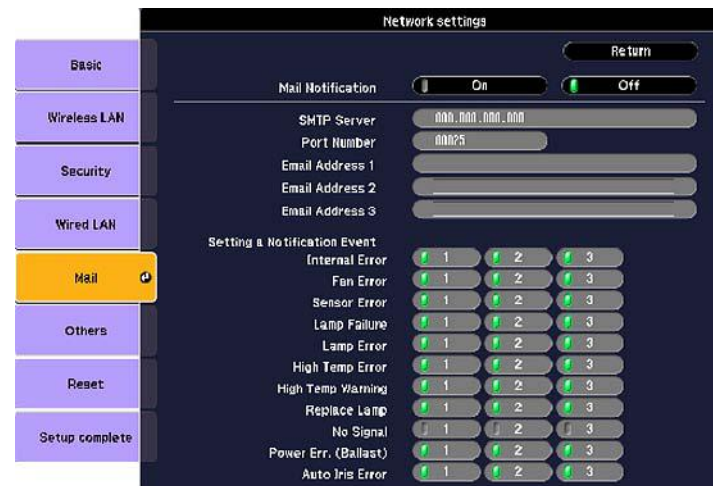 Network settings
Return
Basic
Mail Notification On Off
Wireless LAN
SMTP Server 000.000.000.000
Port Number 00025
Security
Email Address 1
Email Address 2
Email Address 3
Wired LAN
Setting a Notification Event
Internal Error 1 2 3
Mail
Fan Error 1 2 3
Sensor Error 1 2 3
Others
Lamp Failure 1 2 3
Lamp Error 1 2 3
High Temp Error 1 2 3
Reset
High Temp Warning 1 2 3
Replace Lamp 1 2 3
No Signal 1 2 3
Setup complete
Power Err. (Ballast) 1 2 3
Auto Iris Error 1 2 3